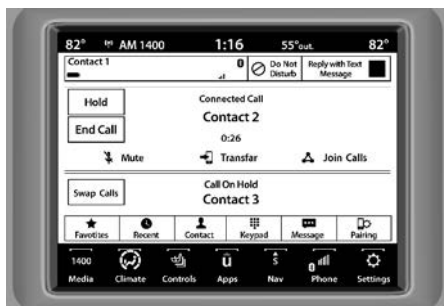 82° AM 1400 1:16 55°out. 82°
Contact 1 0 Do Not Disturb Reply with Text Message
Hold
Connected Call
Contact 2
End Call
0:26
Mute Transfar Join Calls
Swap Calls
Call On Hold
Contact 3
Favotites Recent Contact Keypad Message Pairing
1400 ü S 0
Media Climate Controls Apps Nav Phone Settings